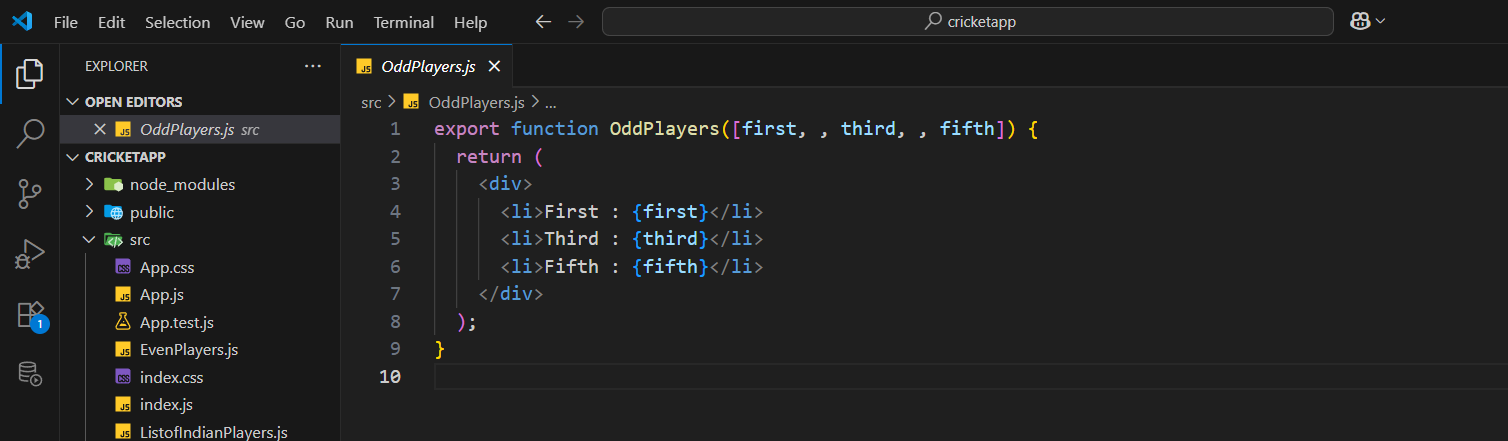 File Edit Selection View Go Run Terminal Help
cricketapp
EXPLORER ...
OddPlayers.js
OPEN EDITORS
OddPlayers.js src
CRICKETAPP
node_modules
public
src
App.css
App.js
App.test.js
EvenPlayers.js
index.css
index.js
ListofIndianPlayers.js
1
src > JS OddPlayers.js > ...
1 export function OddPlayers([first, , third, , fifth]) {
2 return (
3 <div>
4 <li>First : {first}</li>
5 <li>Third : {third}</li>
6 <li>Fifth : {fifth}</li>
7 </div>
8 );
9 }
10